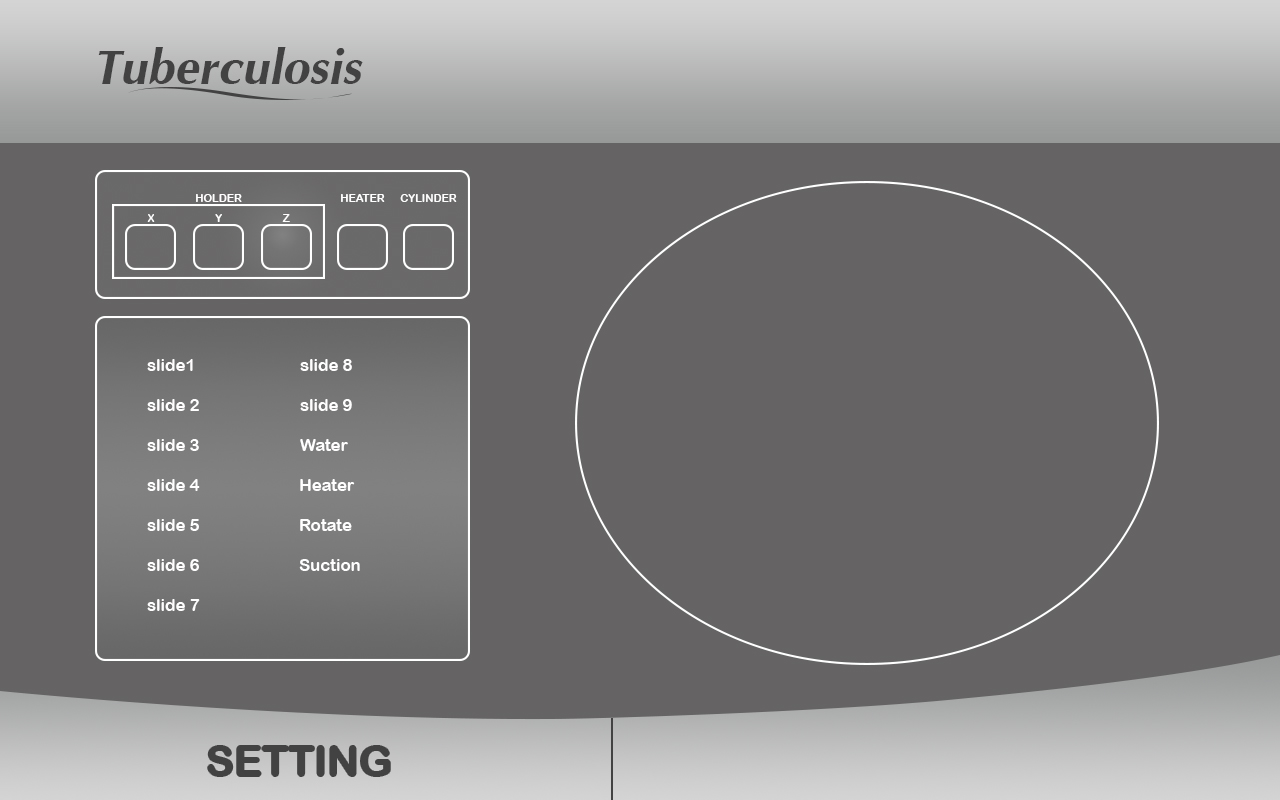 Tuberculosis
HOLDER HEATER CYLINDER
X Y Z
slide1
slide 2
slide 3
slide 4
slide 5
slide 6
slide 7
slide 8
slide 9
Water
Heater
Rotate
Suction
SETTING